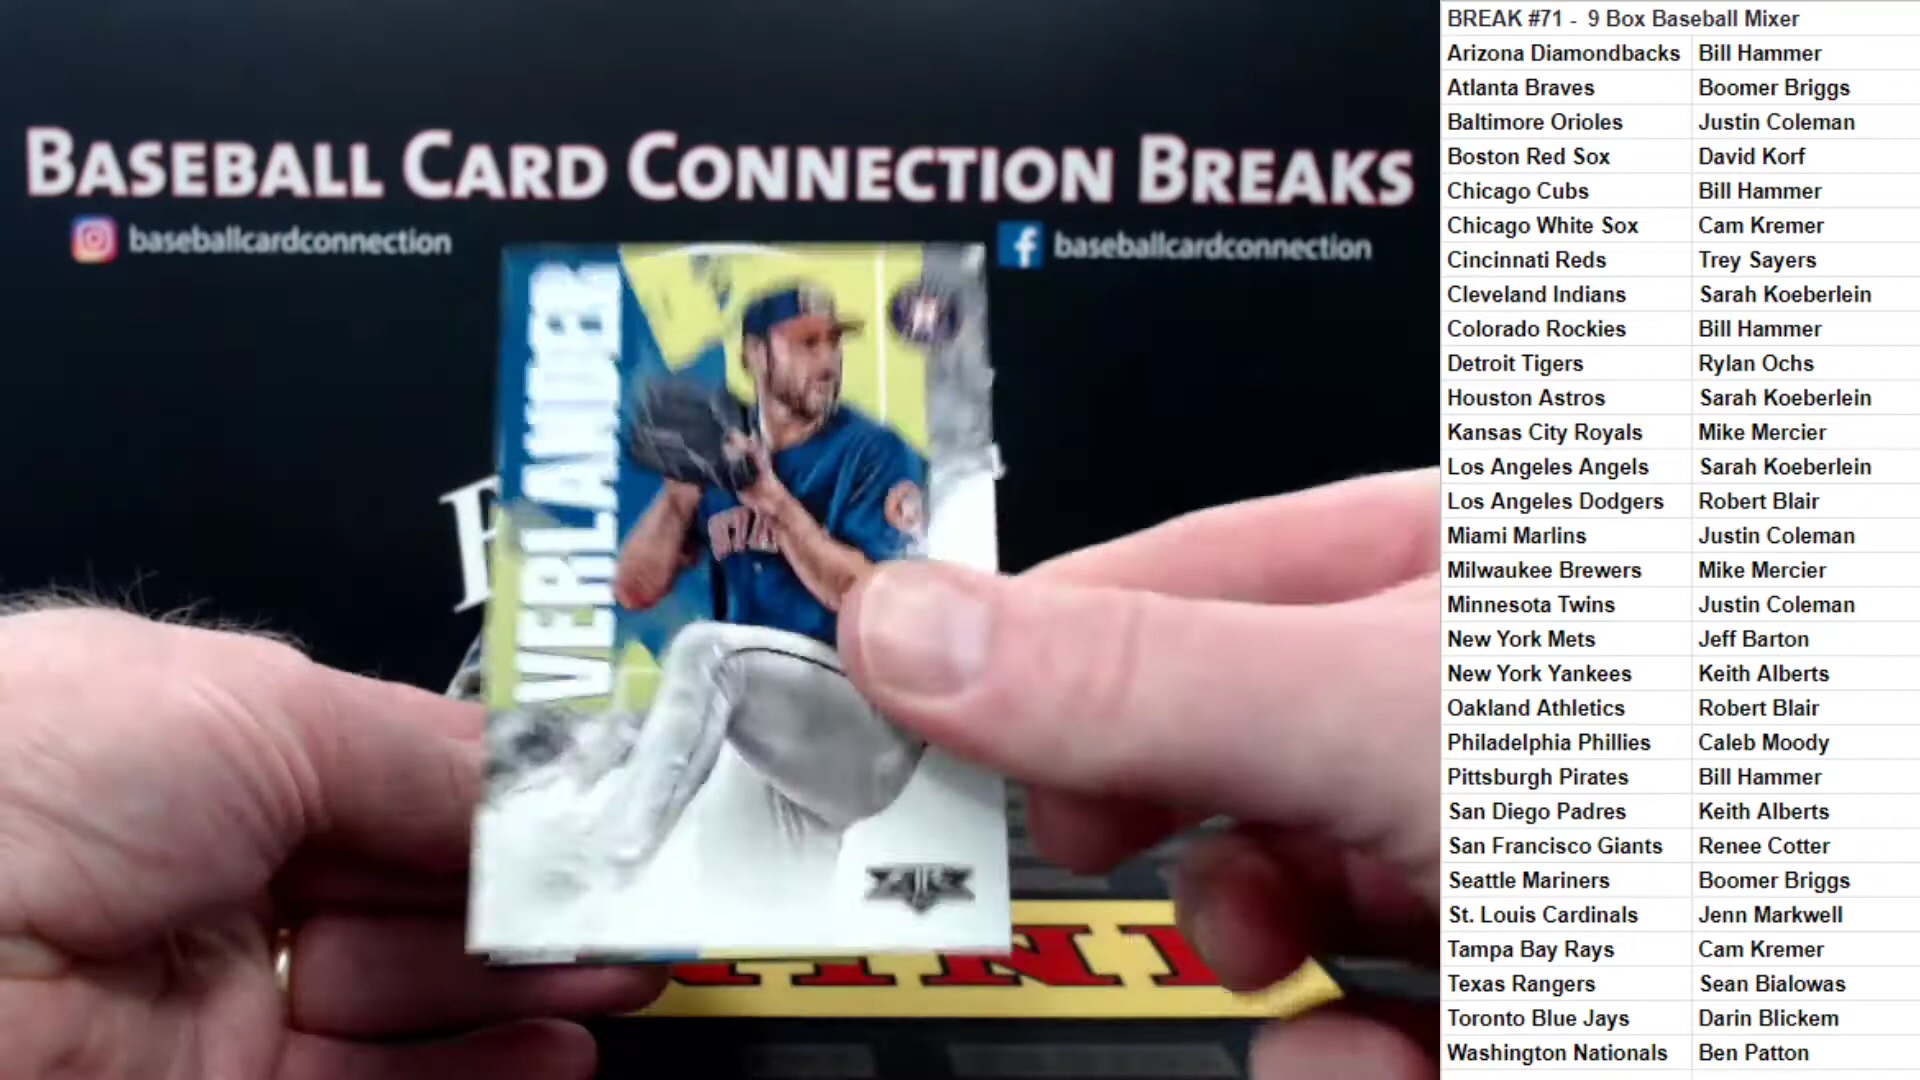 BASEBALL CARD CONNECTION BREAKS
baseballcardconnection
baseballcardconnection
VERLANDER
BREAK #71 - 9 Box Baseball Mixer
Arizona Diamondbacks Bill Hammer
Atlanta Braves Boomer Briggs
Baltimore Orioles Justin Coleman
Boston Red Sox David Korf
Chicago Cubs Bill Hammer
Chicago White Sox Cam Kremer
Cincinnati Reds Trey Sayers
Cleveland Indians Sarah Koeberlein
Colorado Rockies Bill Hammer
Detroit Tigers Rylan Ochs
Houston Astros Sarah Koeberlein
Kansas City Royals Mike Mercier
Los Angeles Angels Sarah Koeberlein
Los Angeles Dodgers Robert Blair
Miami Marlins Justin Coleman
Milwaukee Brewers Mike Mercier
Minnesota Twins Justin Coleman
New York Mets Jeff Barton
New York Yankees Keith Alberts
Oakland Athletics Robert Blair
Philadelphia Phillies Caleb Moody
Pittsburgh Pirates Bill Hammer
San Diego Padres Keith Alberts
San Francisco Giants Renee Cotter
Seattle Mariners Boomer Briggs
St. Louis Cardinals Jenn Markwell
Tampa Bay Rays Cam Kremer
Texas Rangers Sean Bialowas
Toronto Blue Jays Darin Blickem
Washington Nationals Ben Patton